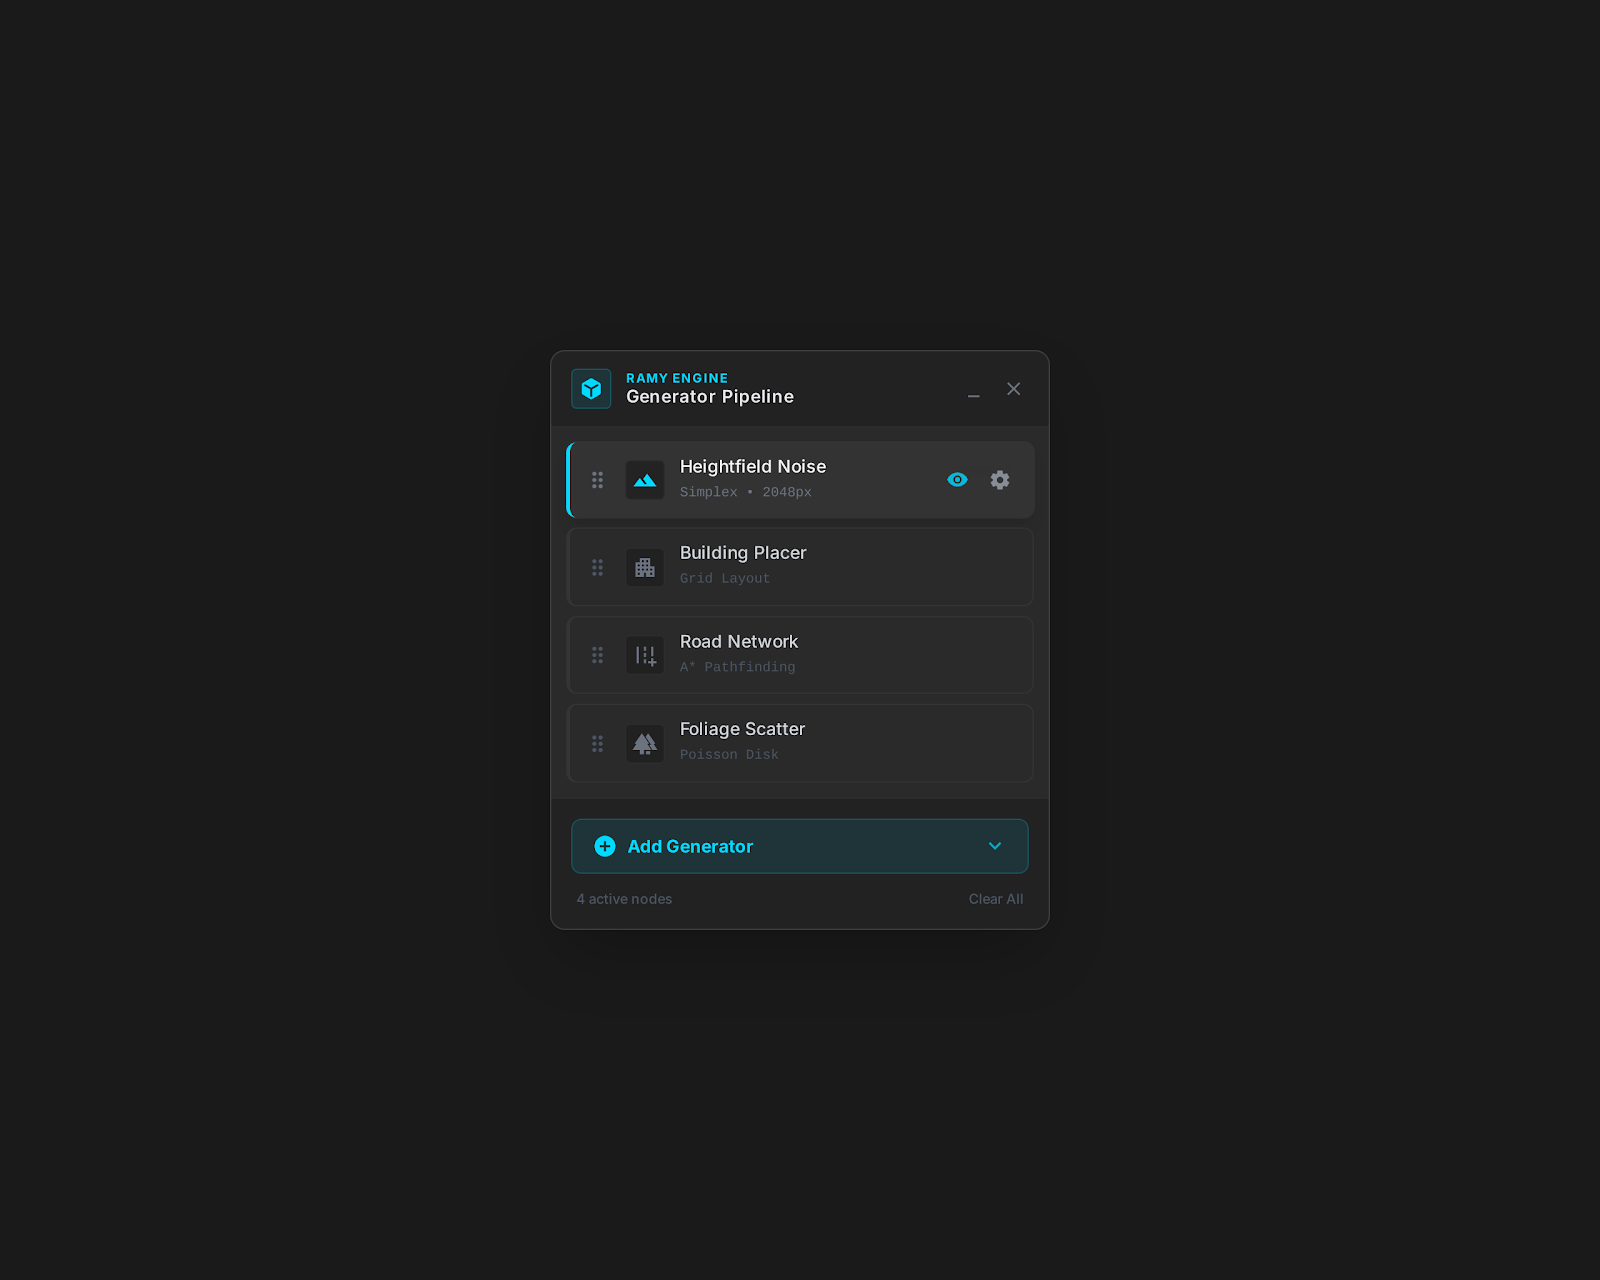 RAMY ENGINE
Generator Pipeline
Heightfield Noise
Simplex • 2048px
Building Placer
Grid Layout
Road Network
A* Pathfinding
Foliage Scatter
Poisson Disk
Add Generator
4 active nodes
Clear All